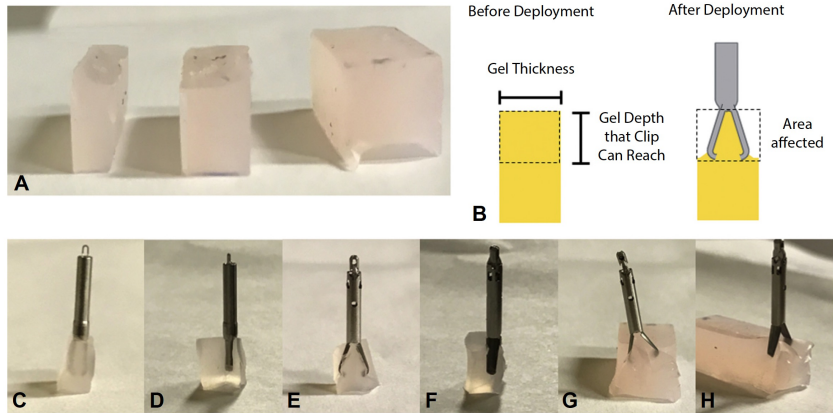 A
Before Deployment
After Deployment
Gel Thickness
Gel Depth
that Clip
Can Reach
Area
affected
B
C
D
E
F
G
H